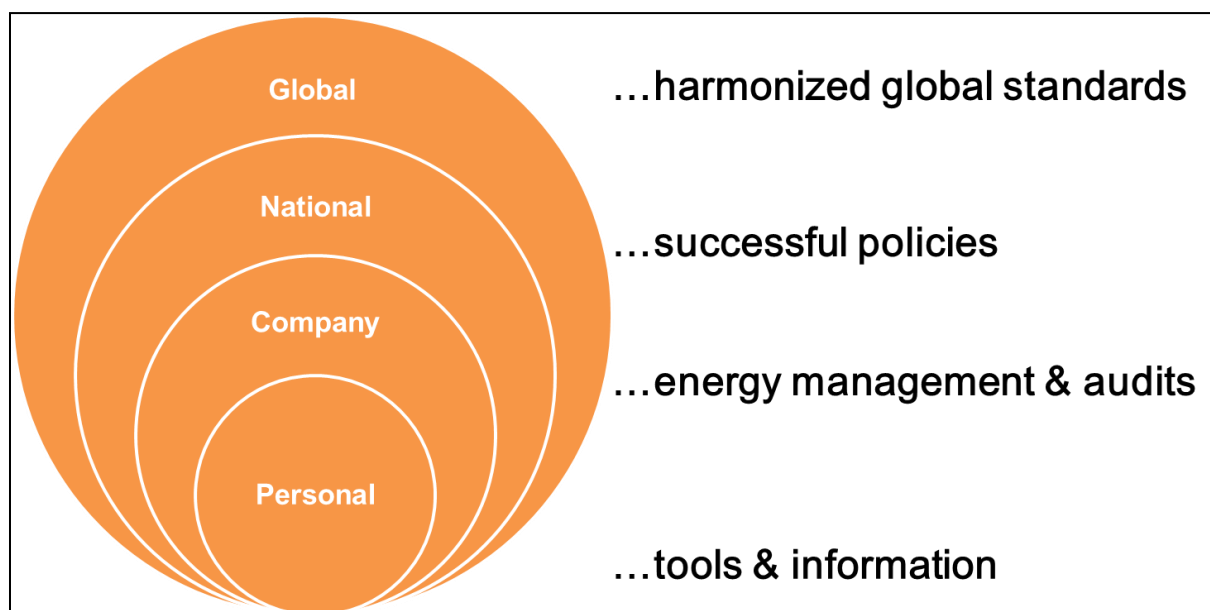 Global
…harmonized global standards
National
…successful policies
Company
…energy management & audits
Personal
…tools & information